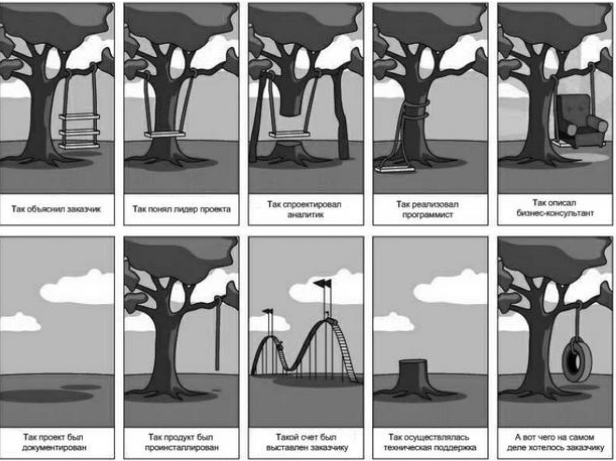 Так объяснил заказчик
Так понял лидер проекта
Так спроектировал
аналитик
Так реализовал
программист
Так описал
бизнес-консультант
Так проект был
документирован
Так продукт был
проинсталлирован
Такой счет был
выставлен заказчику
Так осуществлялась
техническая поддержка
А вот чего на самом
деле хотелось заказчику